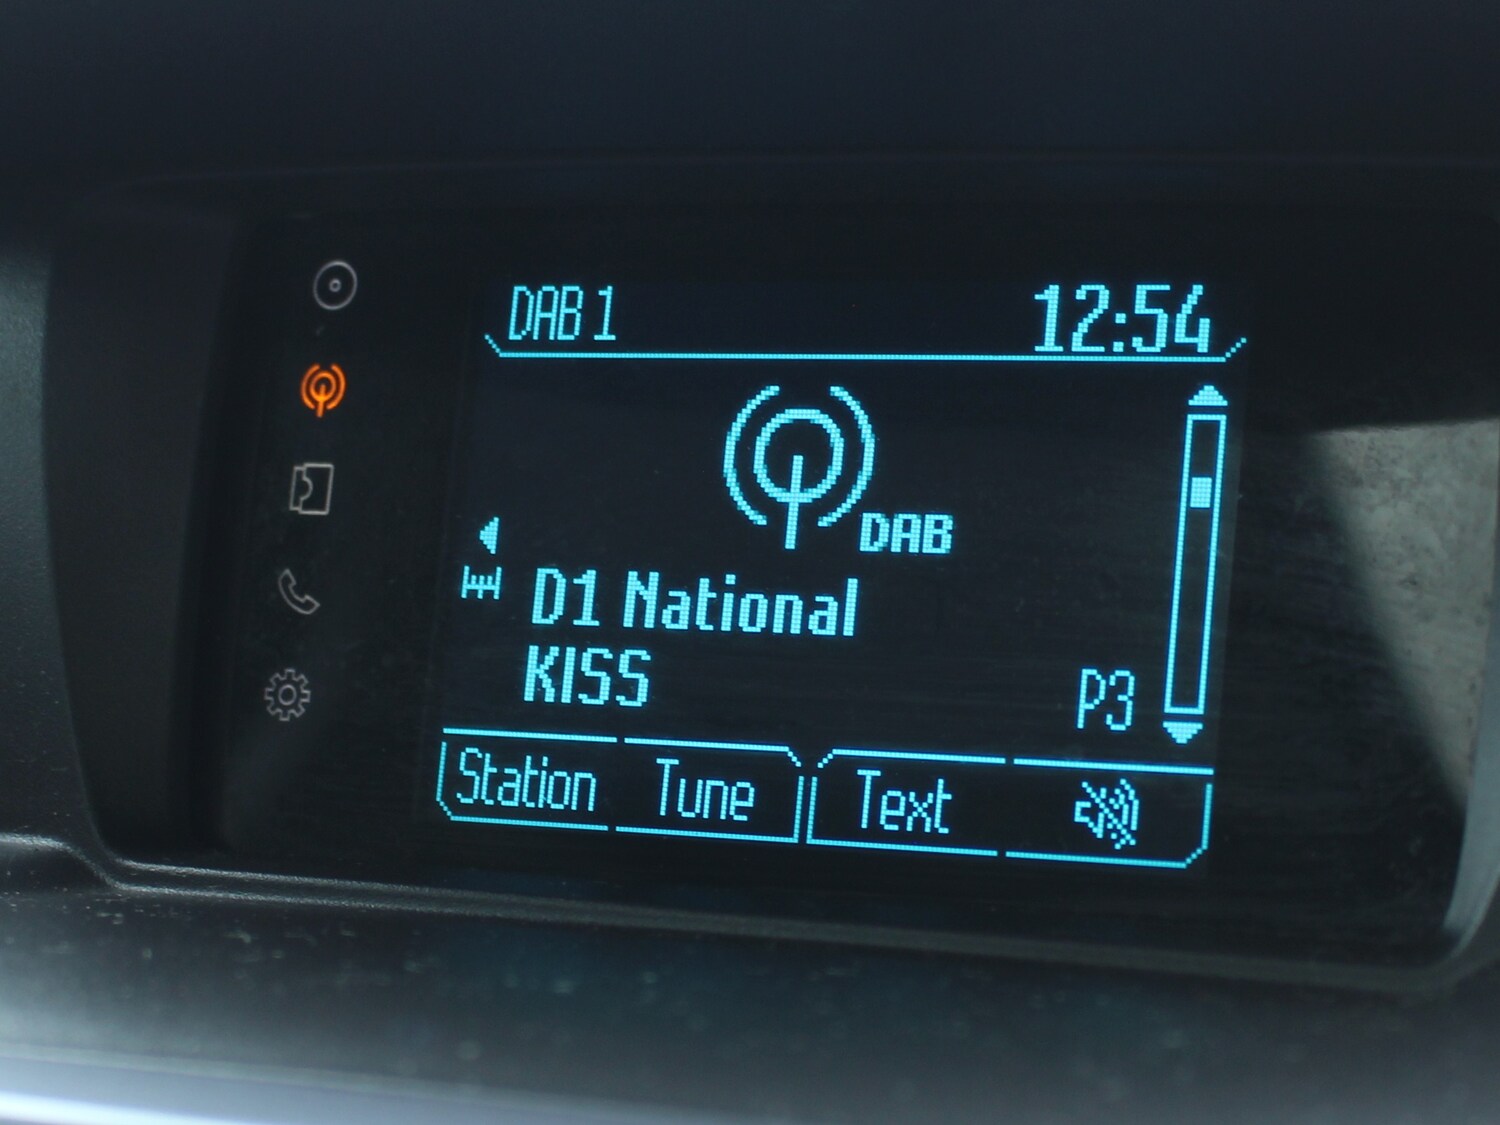 DAB 1
12:54
DAB
D1 National
KISS
P3
Station Tune Text